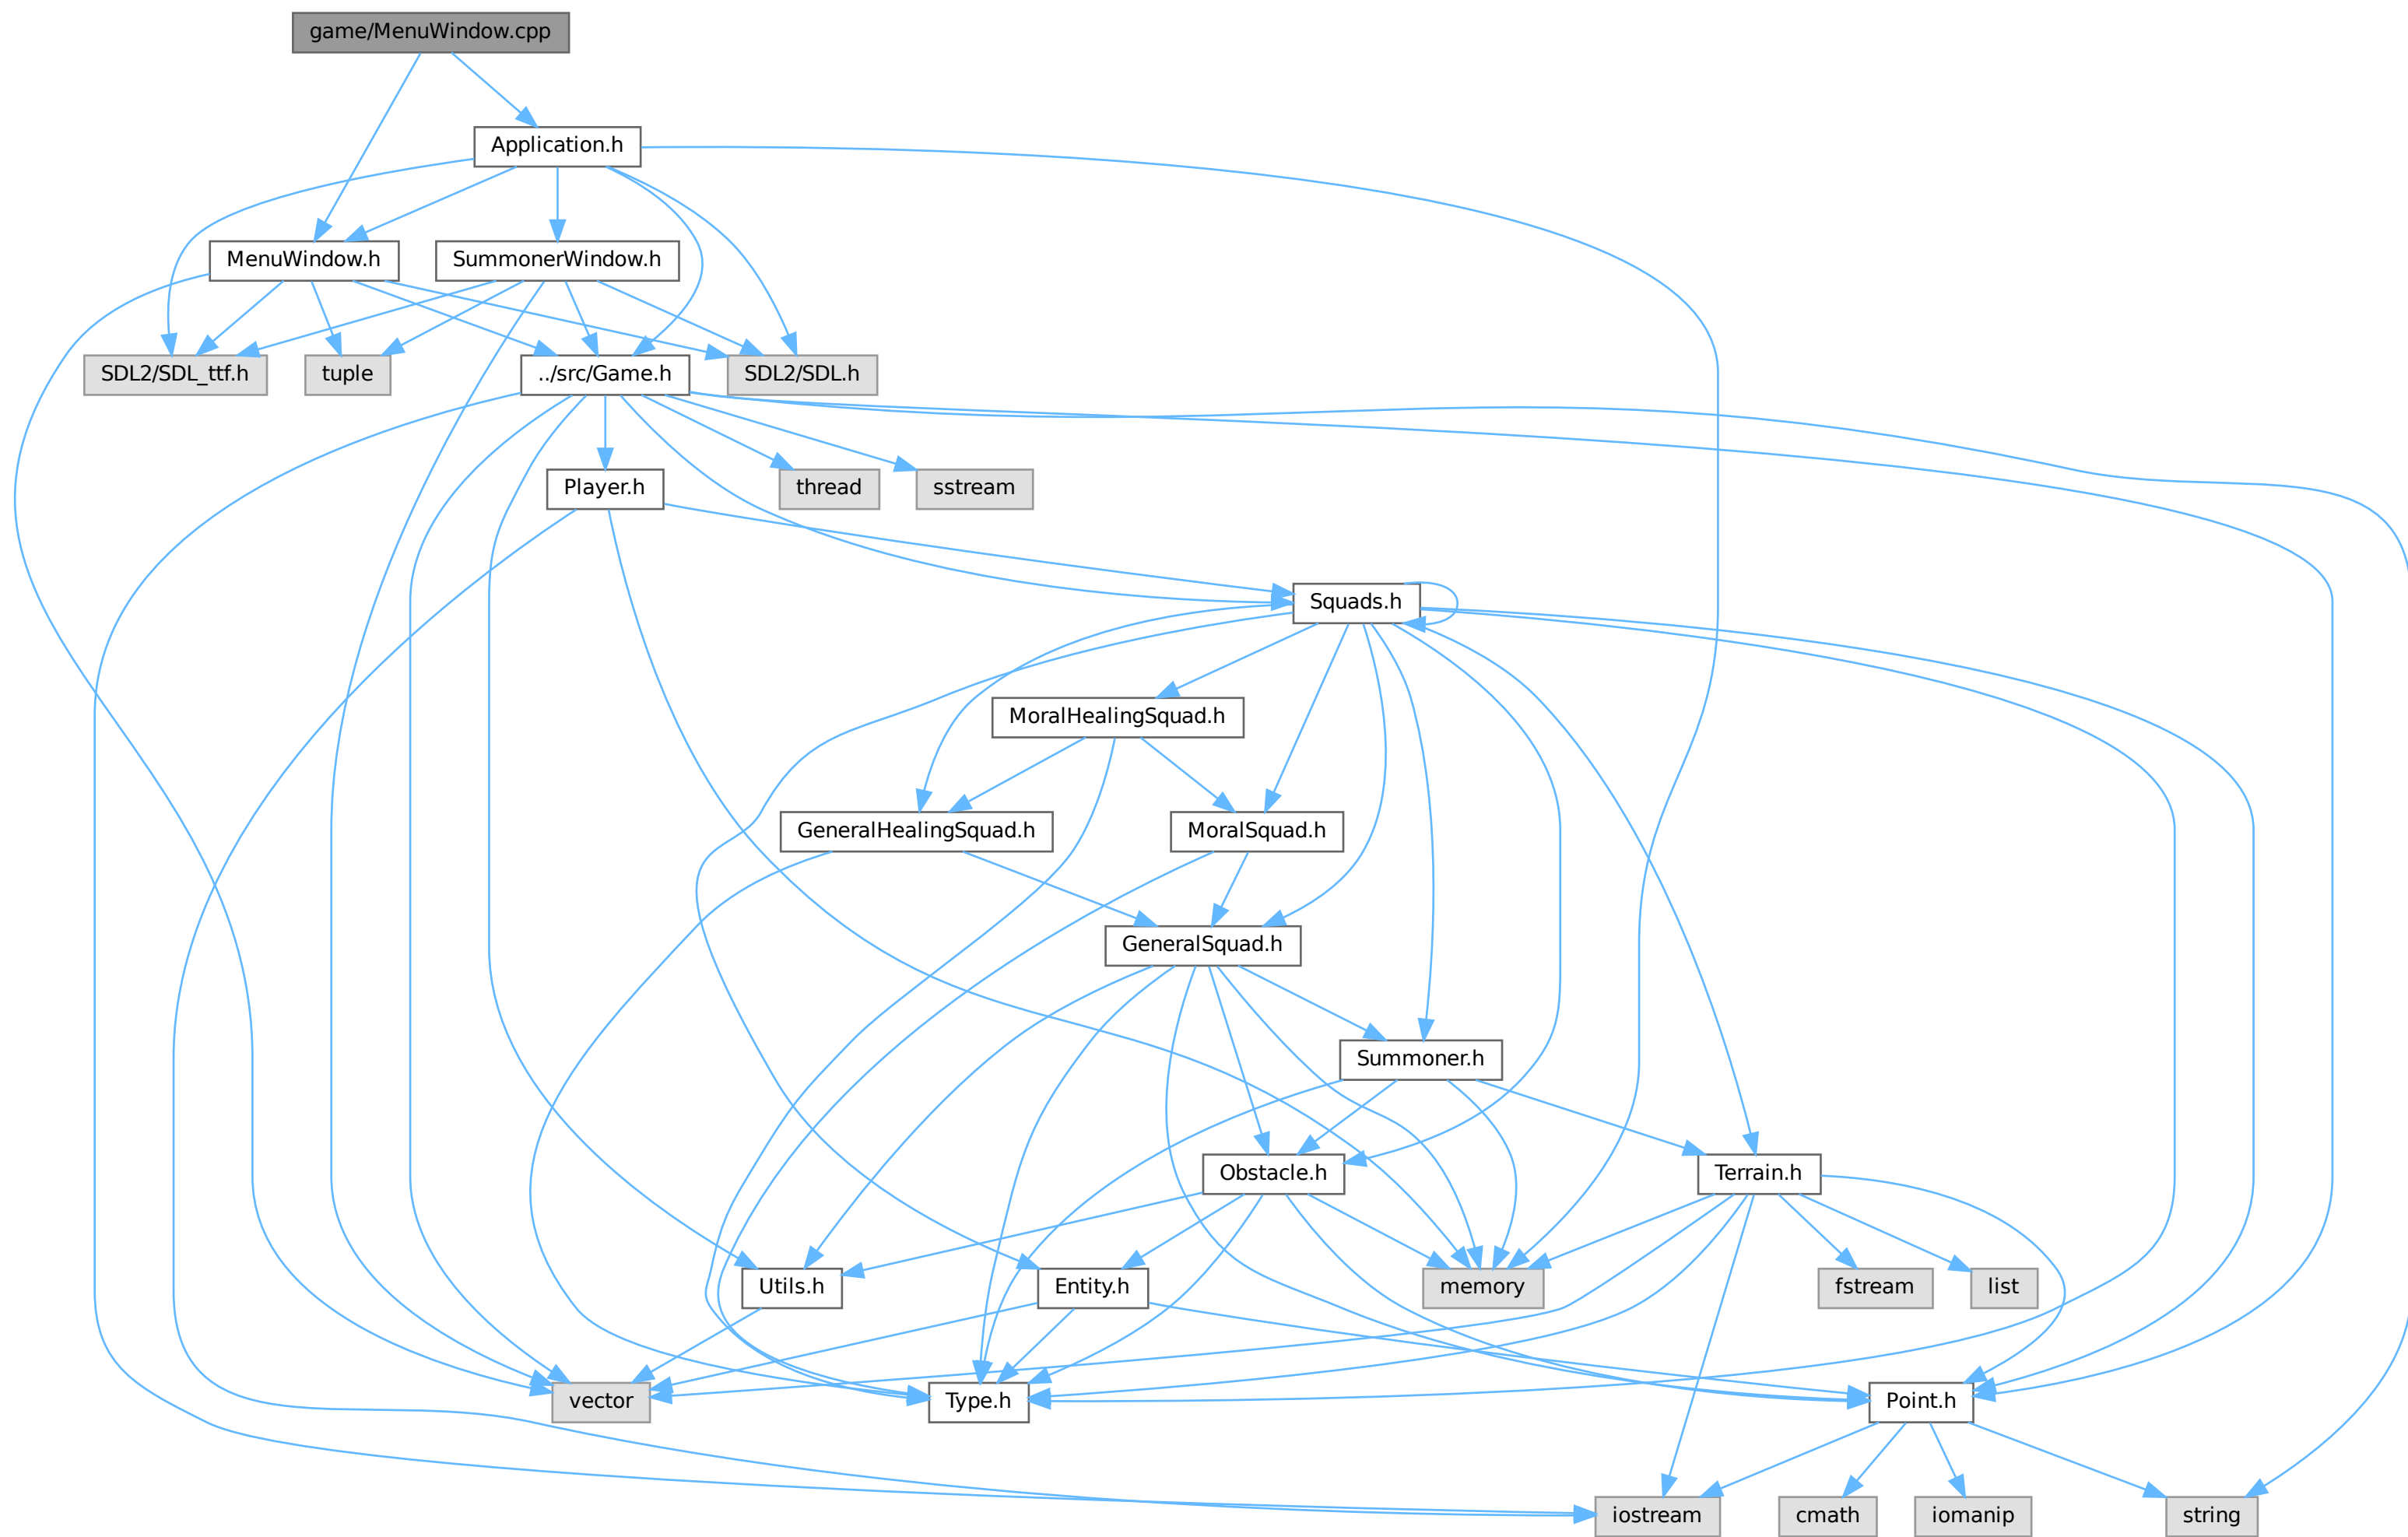 game/MenuWindow.cpp
Application.h
MenuWindow.h
SummonerWindow.h
SDL2/SDL_ttf.h
tuple
../src/Game.h
SDL2/SDL.h
Player.h
thread
sstream
Squads.h
MoralHealingSquad.h
GeneralHealingSquad.h
MoralSquad.h
GeneralSquad.h
Summoner.h
Obstacle.h
Terrain.h
Utils.h
Entity.h
memory
fstream
list
vector
Type.h
Point.h
iostream
cmath
iomanip
string